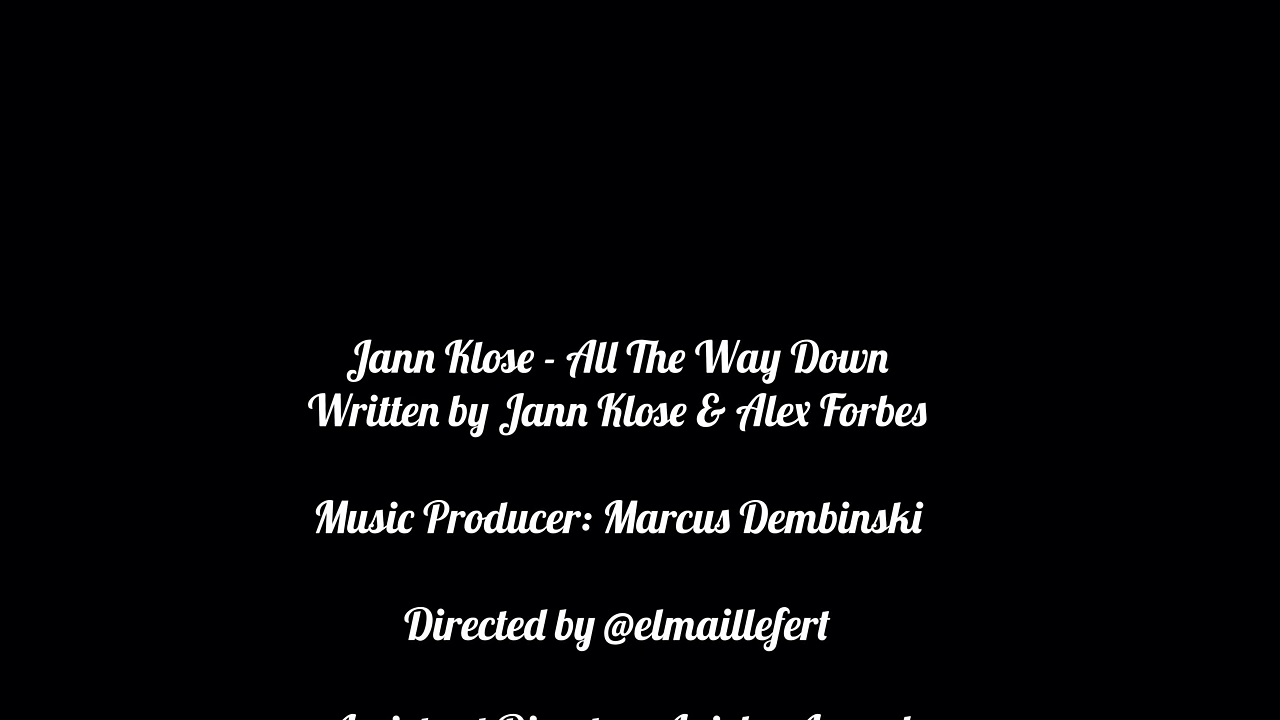 Jann Klose - All The Way Down
Written by Jann Klose & Alex Forbes
Music Producer: Marcus Dembinski
Directed by @elmaillefert